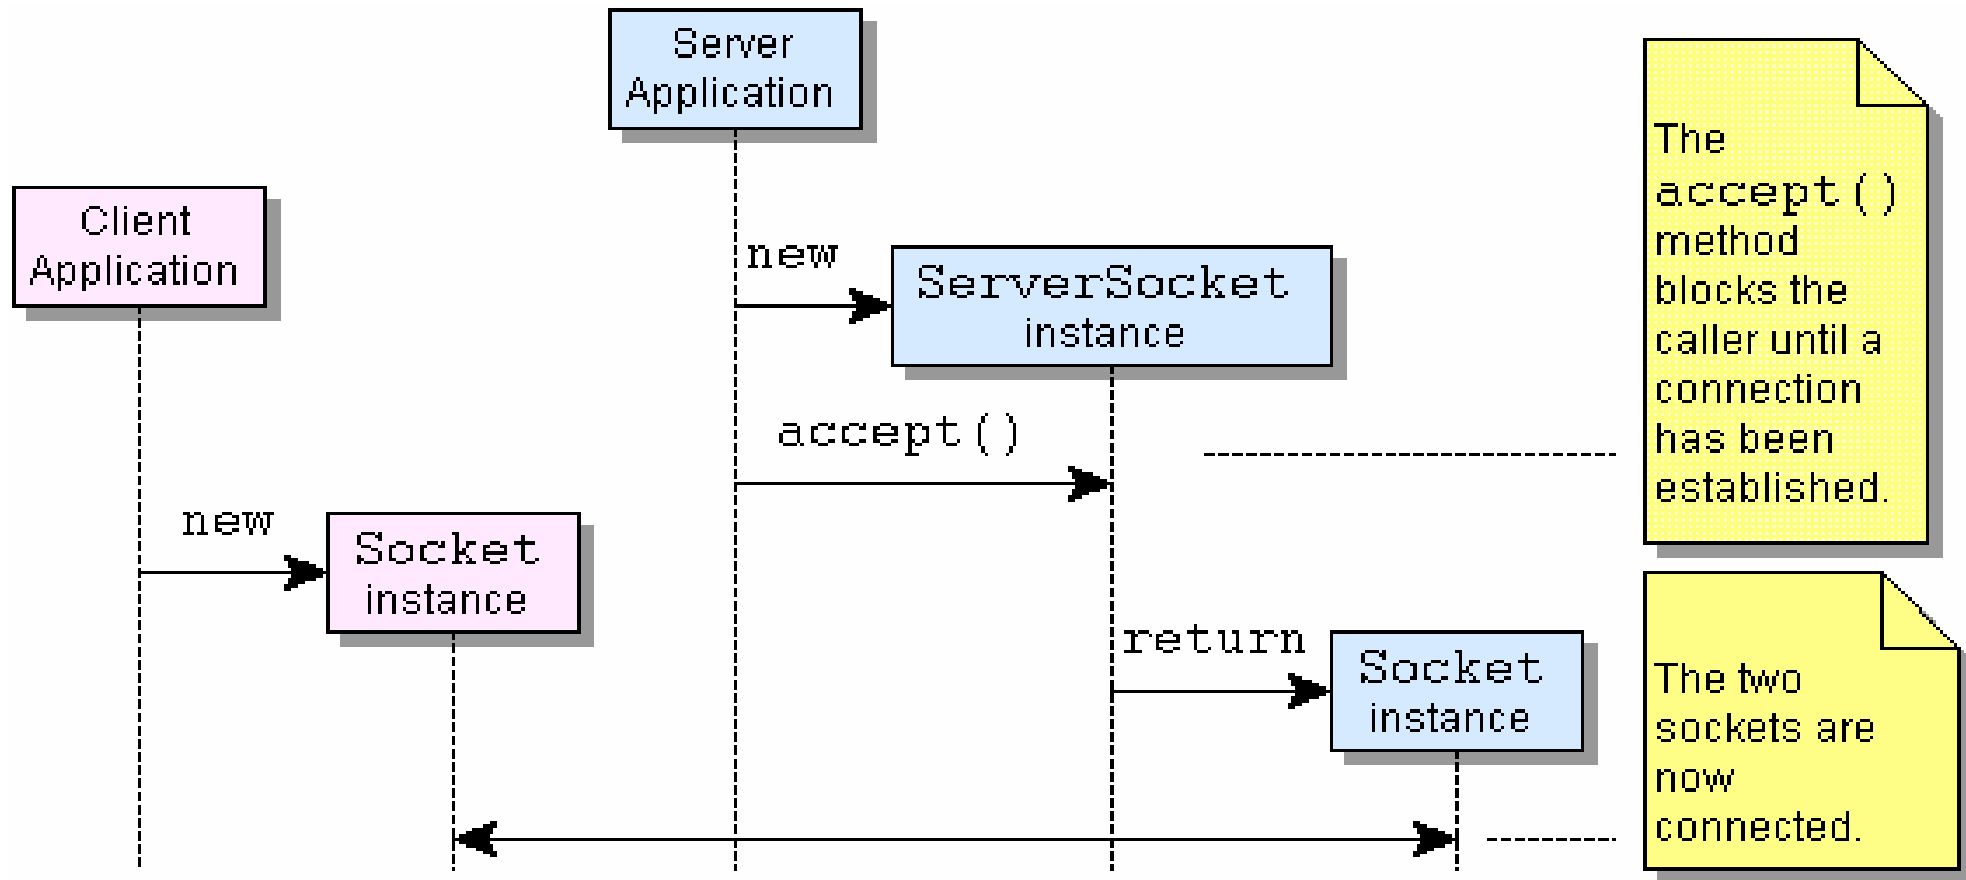 Server
Application
Client
Application
new
ServerSocket
instance
accept()
new
Socket
instance
return
Socket
instance
The
accept()
method
blocks the
caller until a
connection
has been
established.
The two
sockets are
now
connected.